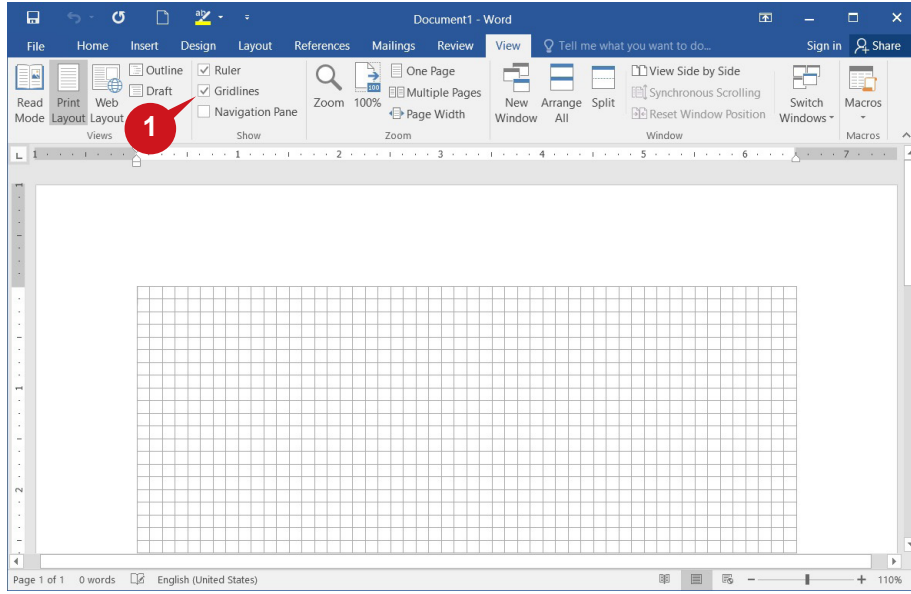 Document1 - Word
File Home Insert Design Layout References Mailings Review View Tell me what you want to do... Sign in Share
Read Mode
Print Layout
Web Layout
Outline
Draft
Views
Ruler
Gridlines
Navigation Pane
Show
1
Zoom
100%
100
One Page
Multiple Pages
Page Width
Zoom
New Window
Arrange All
Split
View Side by Side
Synchronous Scrolling
Reset Window Position
Window
Switch Windows
Macros
Macros
L 1 1 2 3 4 5 6 7
1
1
2
Page 1 of 1 0 words English (United States) 110%